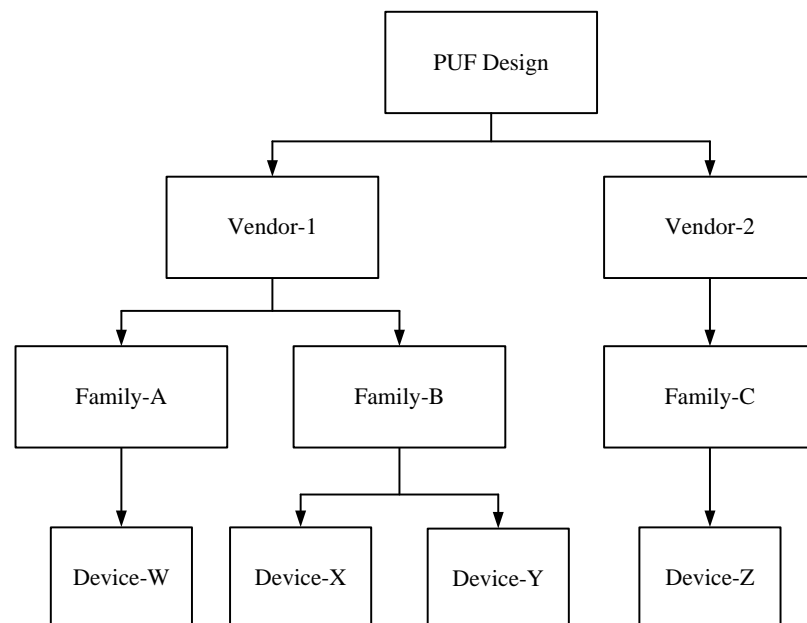 PUF Design
Vendor-1
Vendor-2
Family-A
Family-B
Family-C
Device-W
Device-X
Device-Y
Device-Z